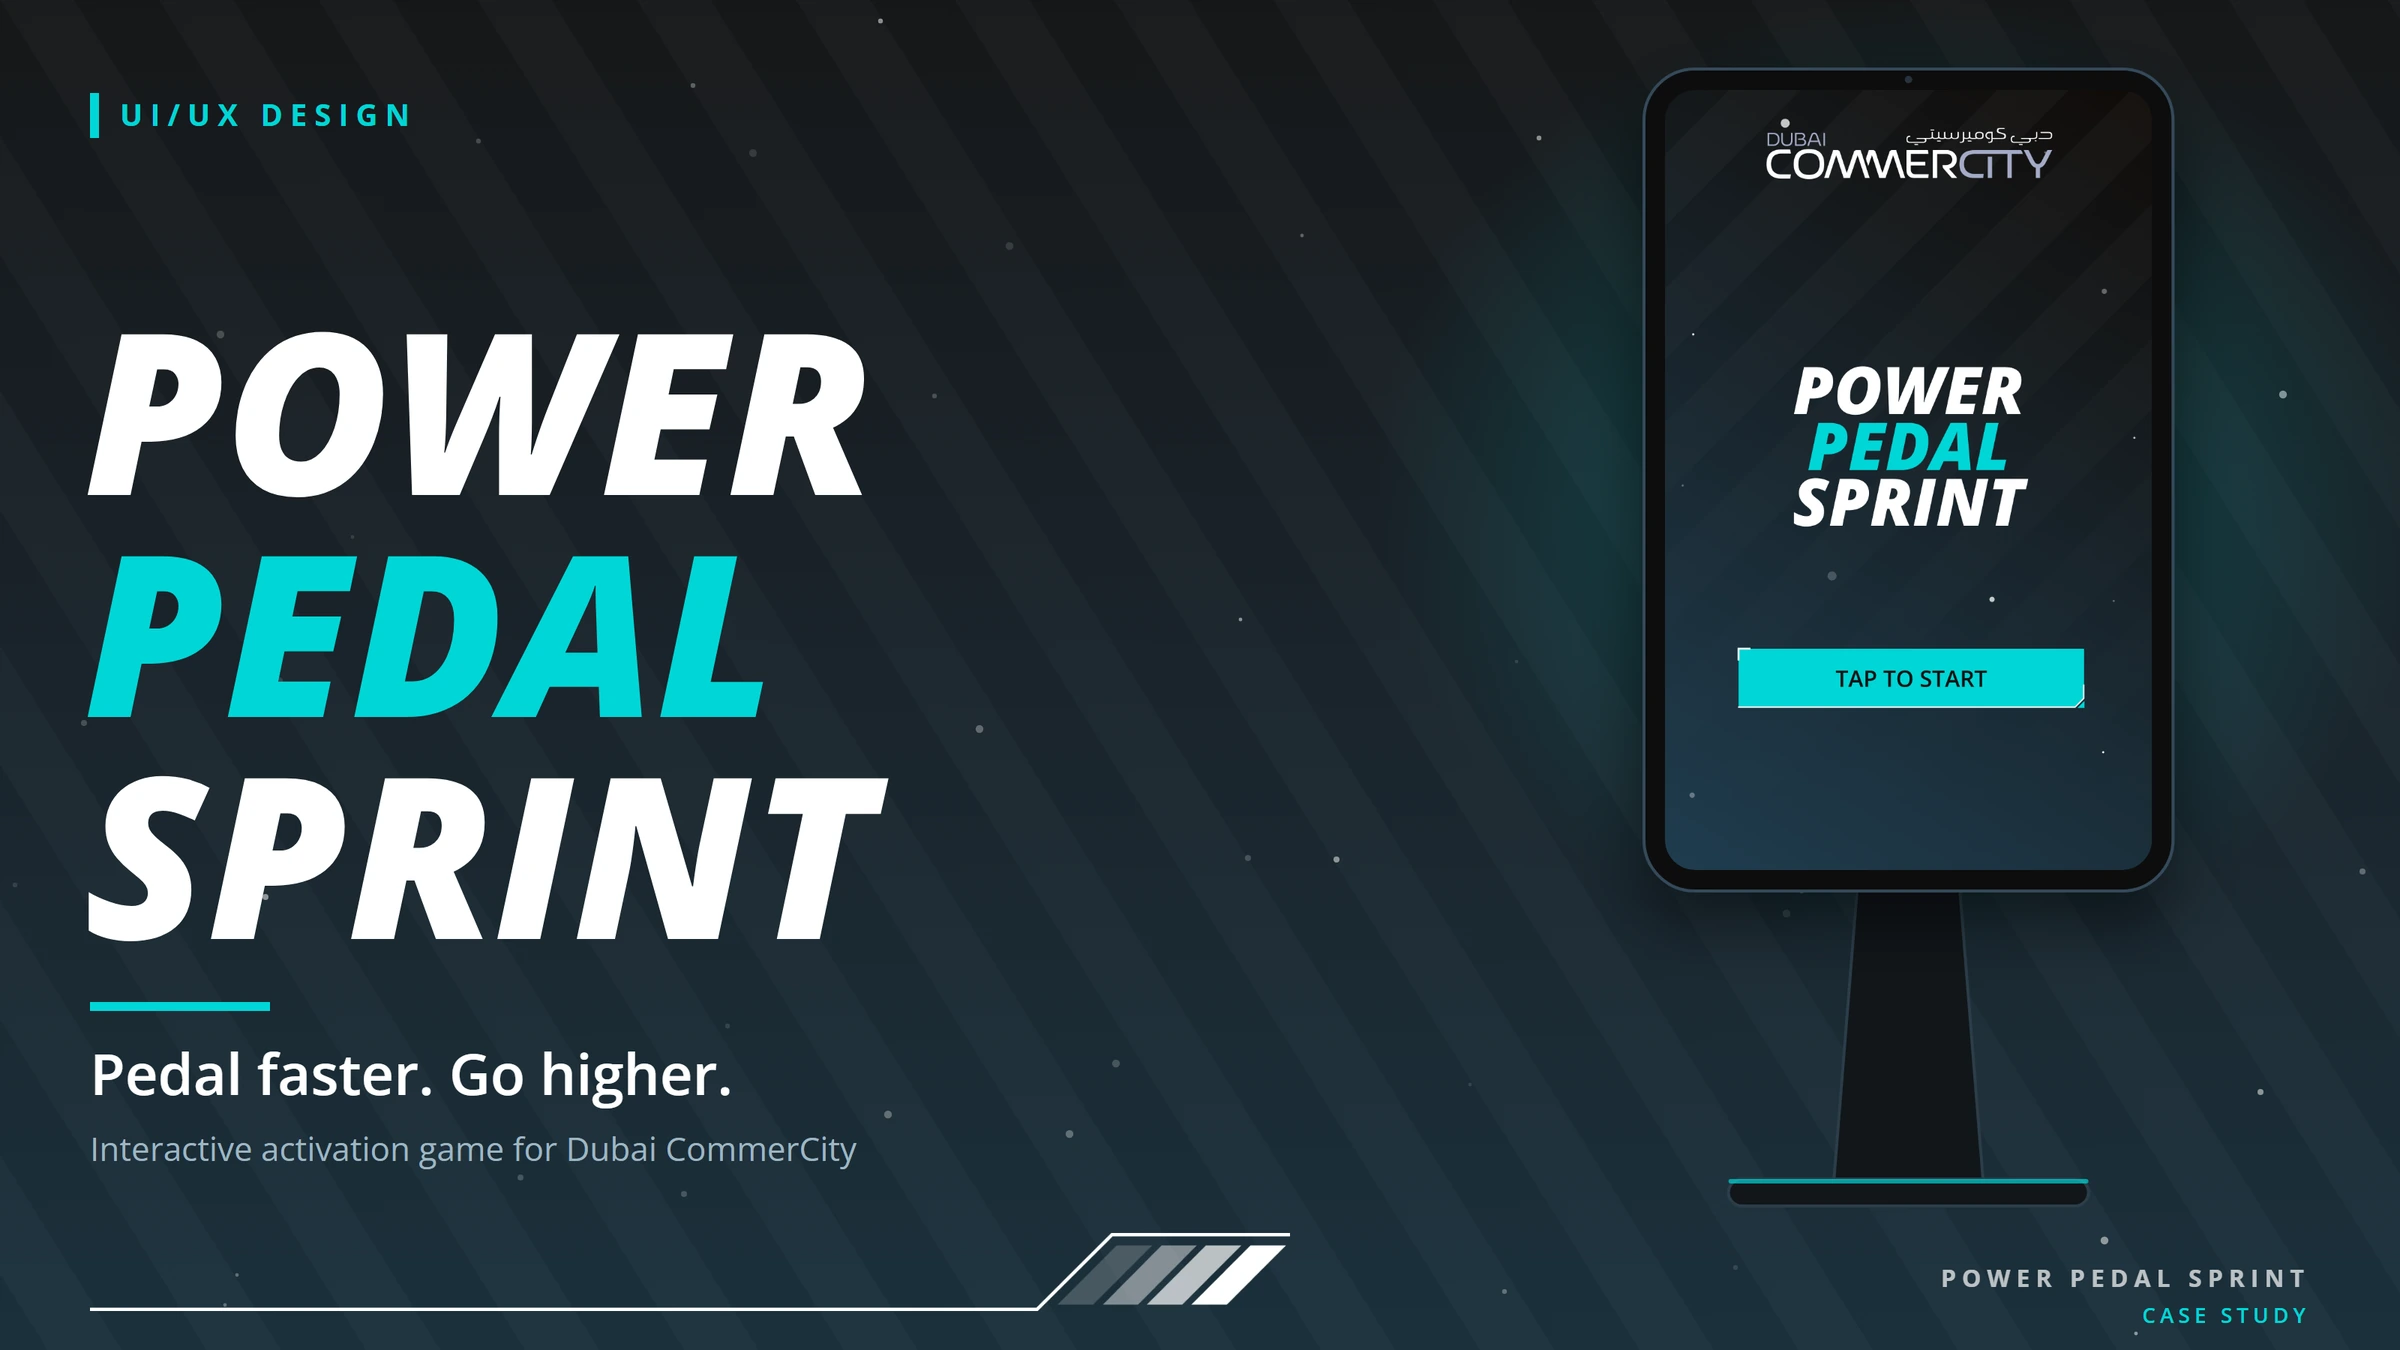 UI/UX DESIGN
POWER
PEDAL
SPRINT
Pedal faster. Go higher.
Interactive activation game for Dubai CommerCity
DUBAI
دبي كوميرسيتي
COMMERCITY
POWER
PEDAL
SPRINT
TAP TO START
POWER PEDAL SPRINT
CASE STUDY